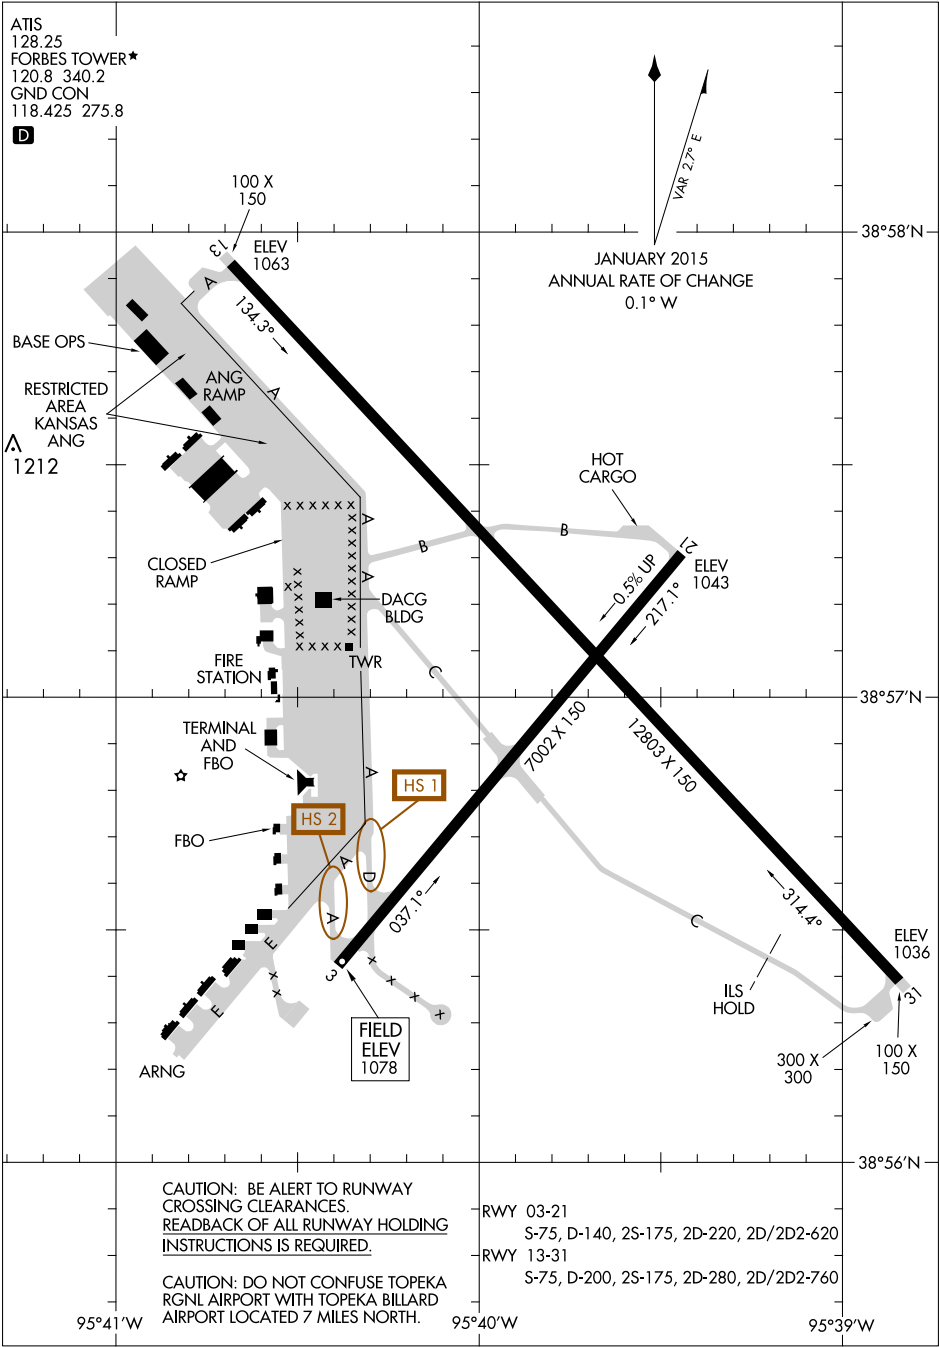 ATIS
128.25
FORBES TOWER★
120.8 340.2
GND CON
118.425 275.8
D
VAR 2.7° E
JANUARY 2015
ANNUAL RATE OF CHANGE
0.1° W
38°58'N
100 X
150
13
ELEV
1063
A
134.3°
BASE OPS
ANG
RAMP
A
RESTRICTED
AREA
KANSAS
ANG
1212
HOT
CARGO
x x x x x x
A
B
B
21
ELEV
1043
CLOSED
RAMP
A
0.5% UP
217.1°
DACG
BLDG
x x x x
TWR
FIRE
STATION
C
38°57'N
7002 X 150
12803 X 150
TERMINAL
AND
FBO
A
HS 1
HS 2
FBO
A
D
037.1°
314.4°
A
C
E
3
ELEV
1036
31
ILS
HOLD
E
FIELD
ELEV
1078
300 X
300
100 X
150
ARNG
38°56'N
CAUTION: BE ALERT TO RUNWAY
CROSSING CLEARANCES.
READBACK OF ALL RUNWAY HOLDING
INSTRUCTIONS IS REQUIRED.
CAUTION: DO NOT CONFUSE TOPEKA
RGNL AIRPORT WITH TOPEKA BILLARD
AIRPORT LOCATED 7 MILES NORTH.
RWY 03-21
S-75, D-140, 2S-175, 2D-220, 2D/2D2-620
RWY 13-31
S-75, D-200, 2S-175, 2D-280, 2D/2D2-760
95°41'W
95°40'W
95°39'W